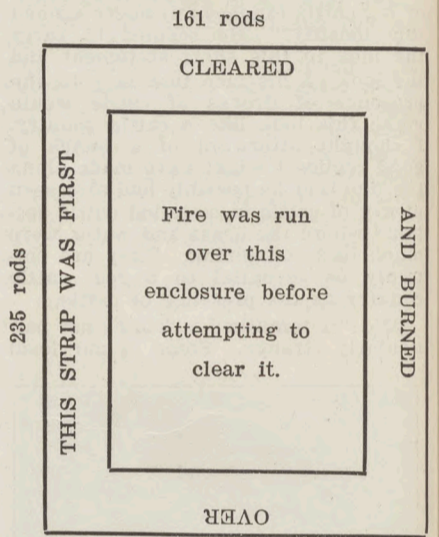 161 rods
235 rods
THIS STRIP WAS FIRST
CLEARED
AND BURNED
OVER
Fire was run
over this
enclosure before
attempting to
clear it.